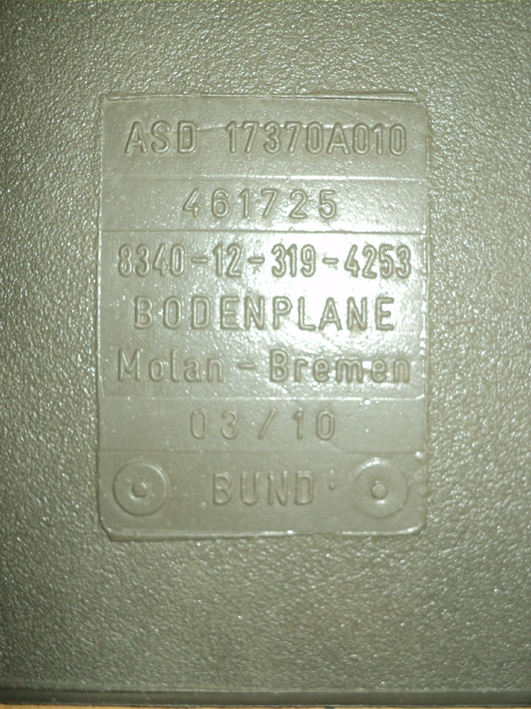 ASD 17370A010
461725
8340-12-319-4253
BODENPLANE
Molan - Bremen
03/10
BUND